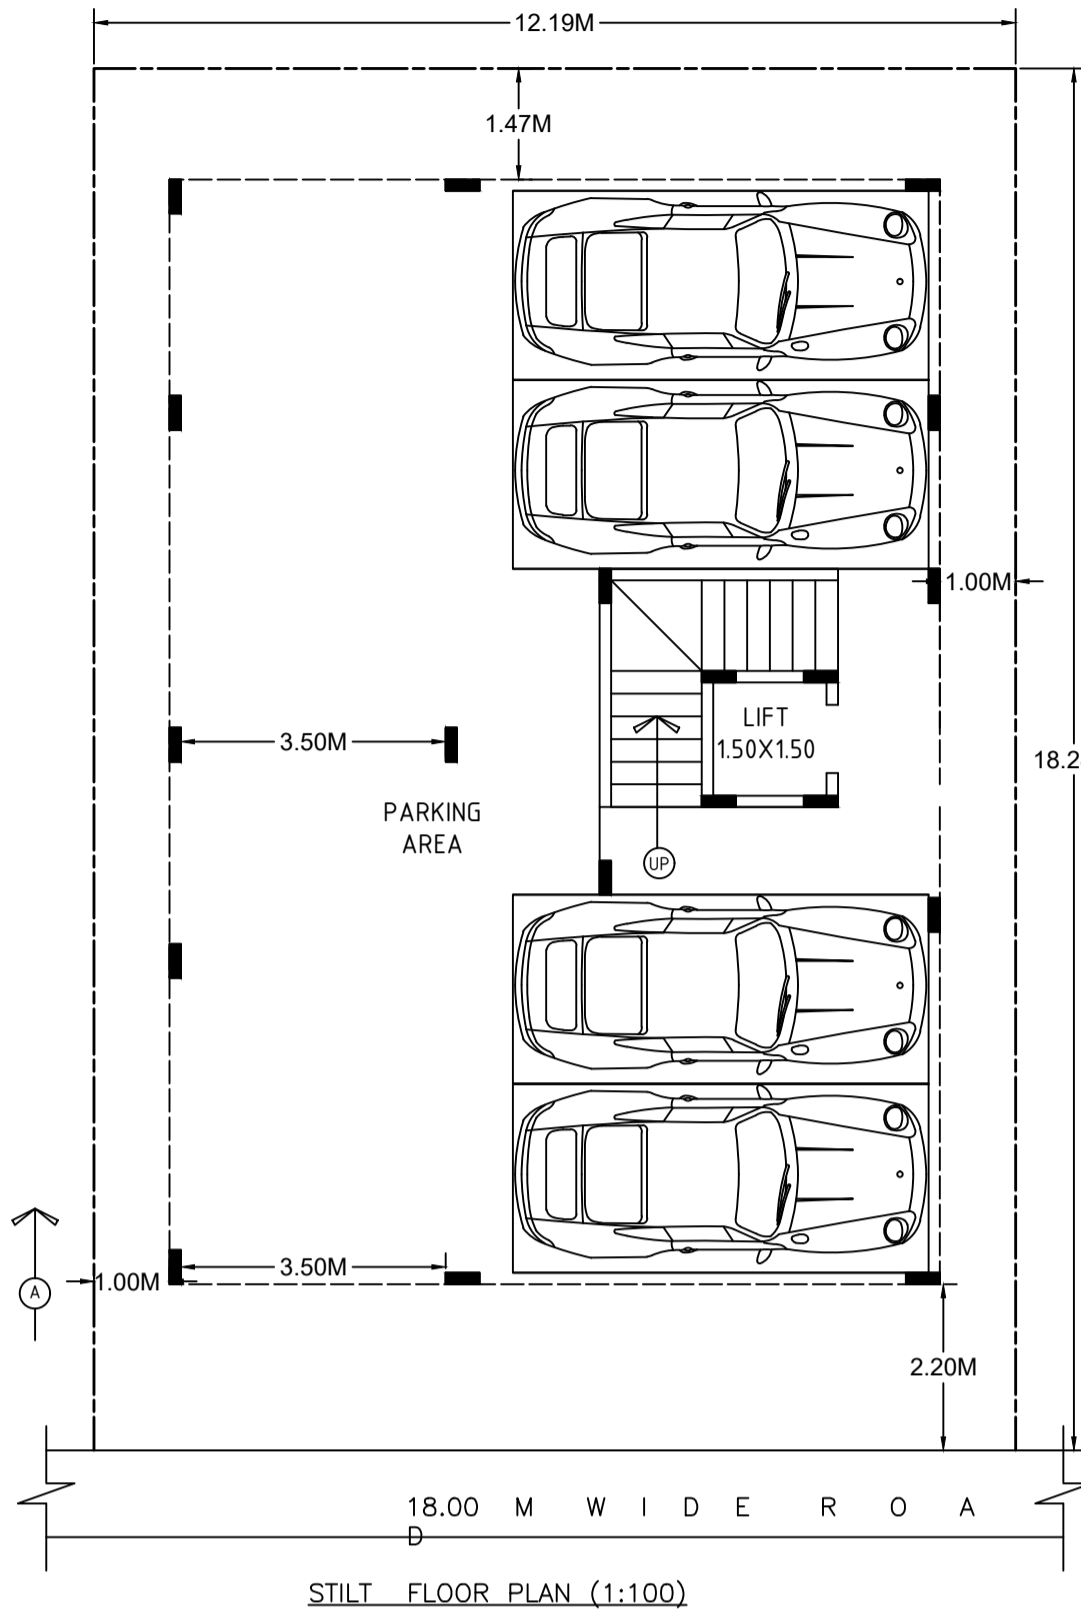 12.19M
1.47M
1.00M
LIFT
1.50X1.50
3.50M
18.2
PARKING
AREA
UP
3.50M
1.00M
A
2.20M
18.00 M W I D E R O A
D
STILT FLOOR PLAN (1:100)